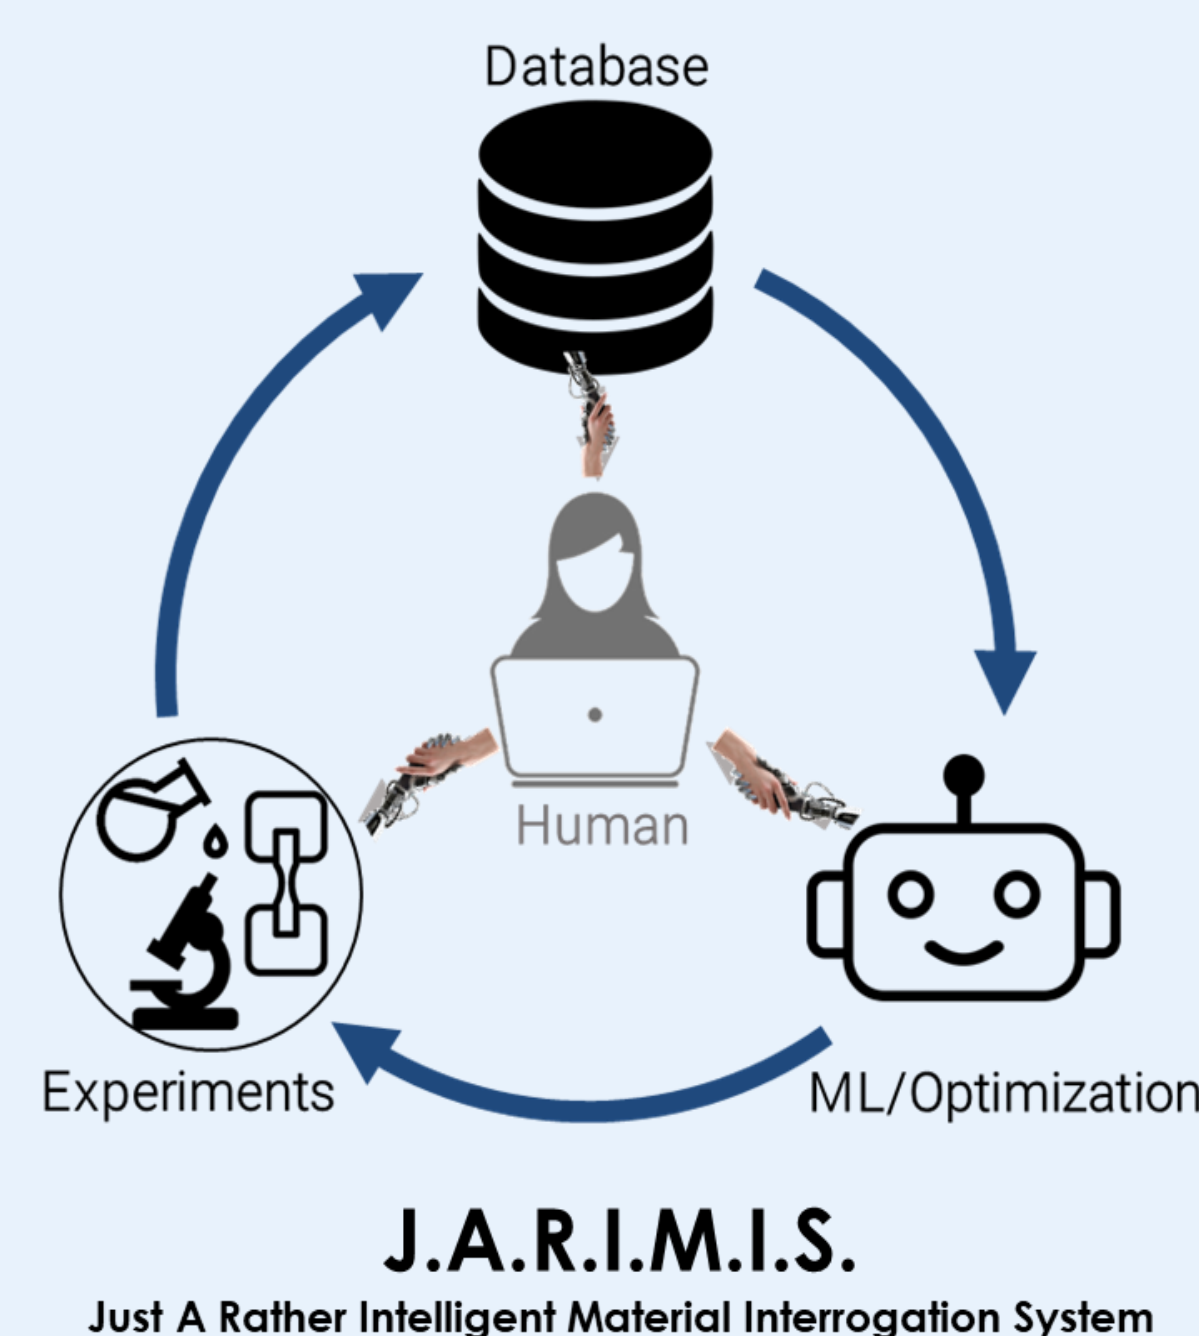 Database
Human
Experiments
ML/Optimization
J.A.R.I.M.I.S.
Just A Rather Intelligent Material Interrogation System